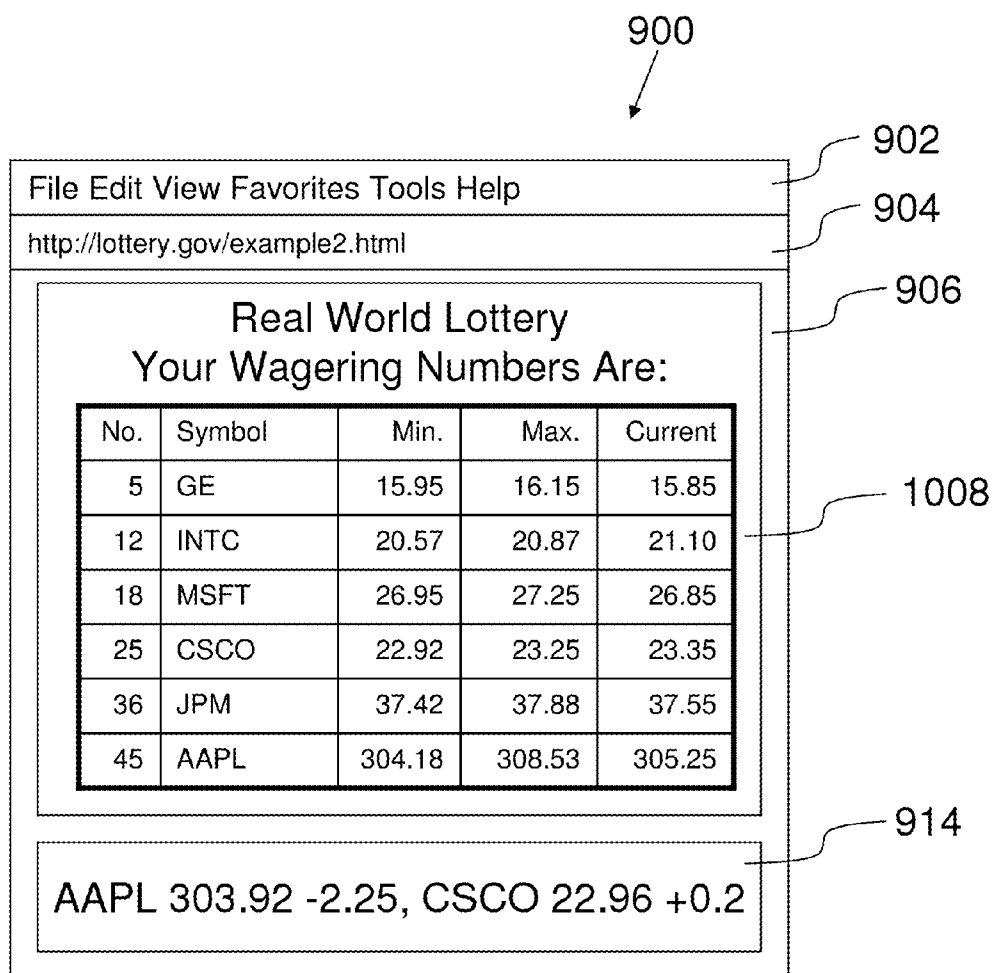 900
902
File Edit View Favorites Tools Help
904
http://lottery.gov/example2.html
906
Real World Lottery
Your Wagering Numbers Are:
No. Symbol Min. Max. Current
5 GE 15.95 16.15 15.85
1008
12 INTC 20.57 20.87 21.10
18 MSFT 26.95 27.25 26.85
25 CSCO 22.92 23.25 23.35
36 JPM 37.42 37.88 37.55
45 AAPL 304.18 308.53 305.25
914
AAPL 303.92 -2.25, CSCO 22.96 +0.2